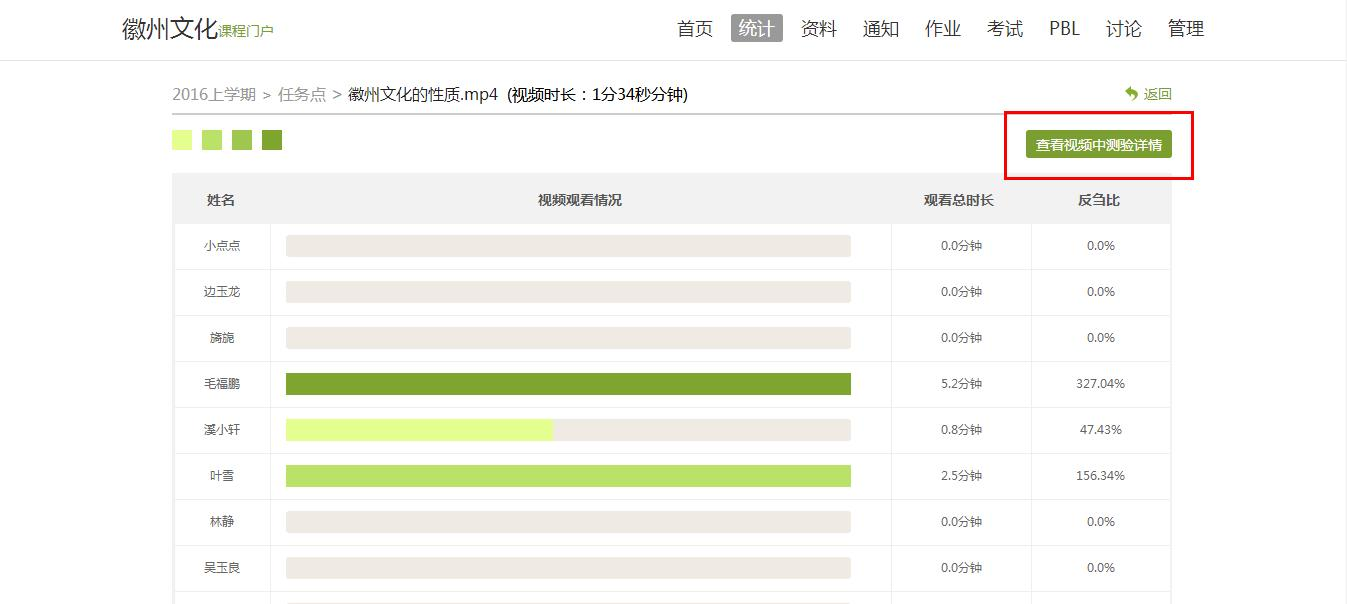 徽州文化课程门户
首页 统计 资料 通知 作业 考试 PBL 讨论 管理
2016上学期 > 任务点 > 徽州文化的性质.mp4 (视频时长：1分34秒分钟) 返回
查看视频中测验详情
姓名 视频观看情况 观看总时长 反刍比
小点点 0.0分钟 0.0%
边玉龙 0.0分钟 0.0%
旖旎 0.0分钟 0.0%
毛福鹏 5.2分钟 327.04%
溪小轩 0.8分钟 47.43%
叶雪 2.5分钟 156.34%
林静 0.0分钟 0.0%
吴玉良 0.0分钟 0.0%